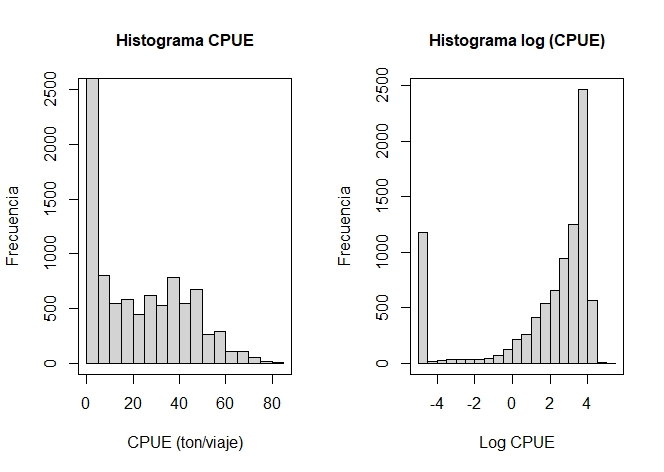 Histograma CPUE
Frecuencia
2500
2000
1500
1000
500
0
0 20 40 60 80
CPUE (ton/viaje)
Histograma log (CPUE)
Frecuencia
2500
2000
1500
1000
500
0
-4 -2 0 2 4
Log CPUE